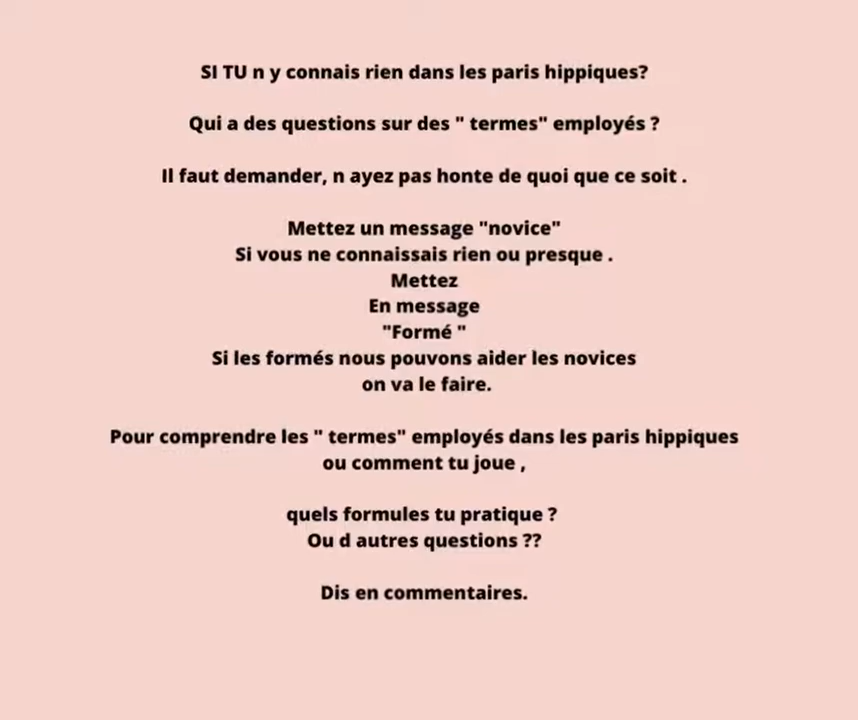 SI TU n y connais rien dans les paris hippiques?
Qui a des questions sur des " termes" employés ?
Il faut demander, n ayez pas honte de quoi que ce soit .
Mettez un message "novice"
Si vous ne connaissais rien ou presque .
Mettez
En message
"Formé "
Si les formés nous pouvons aider les novices
on va le faire.
Pour comprendre les " termes" employés dans les paris hippiques
ou comment tu joue ,
quels formules tu pratique ?
Ou d autres questions ??
Dis en commentaires.